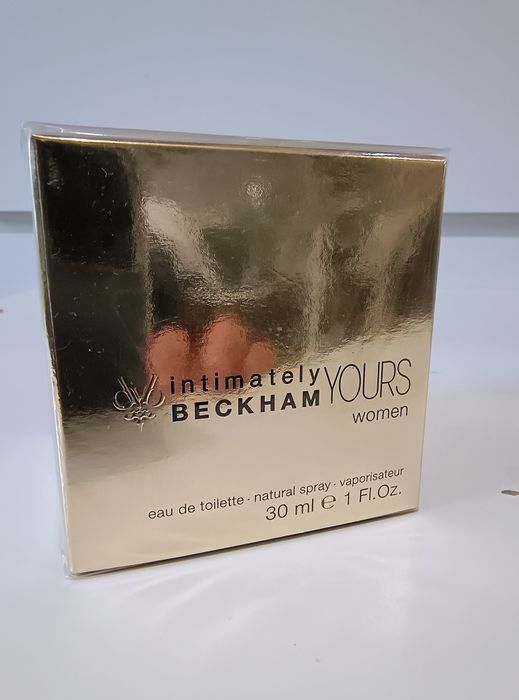 intimately YOURS
BECKHAM
women
eau de toilette · natural spray · vaporisateur
30 ml ℮ 1 Fl.Oz.